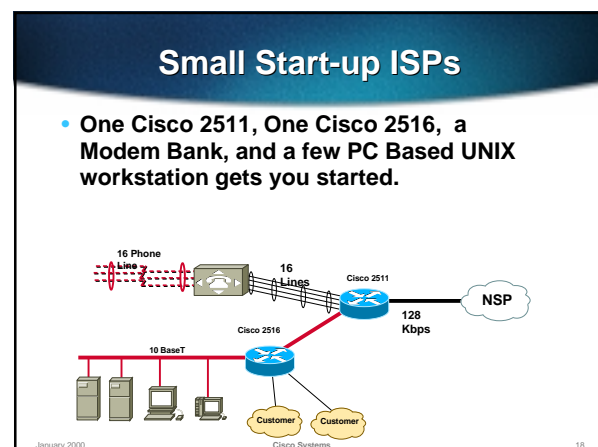 Small Start-up ISPs
• One Cisco 2511, One Cisco 2516, a
Modem Bank, and a few PC Based UNIX
workstation gets you started.
16 Phone
Line
16
Lines
Cisco 2511
NSP
128
Kbps
Cisco 2516
10 BaseT
Customer
Customer
January 2000
Cisco Systems
18